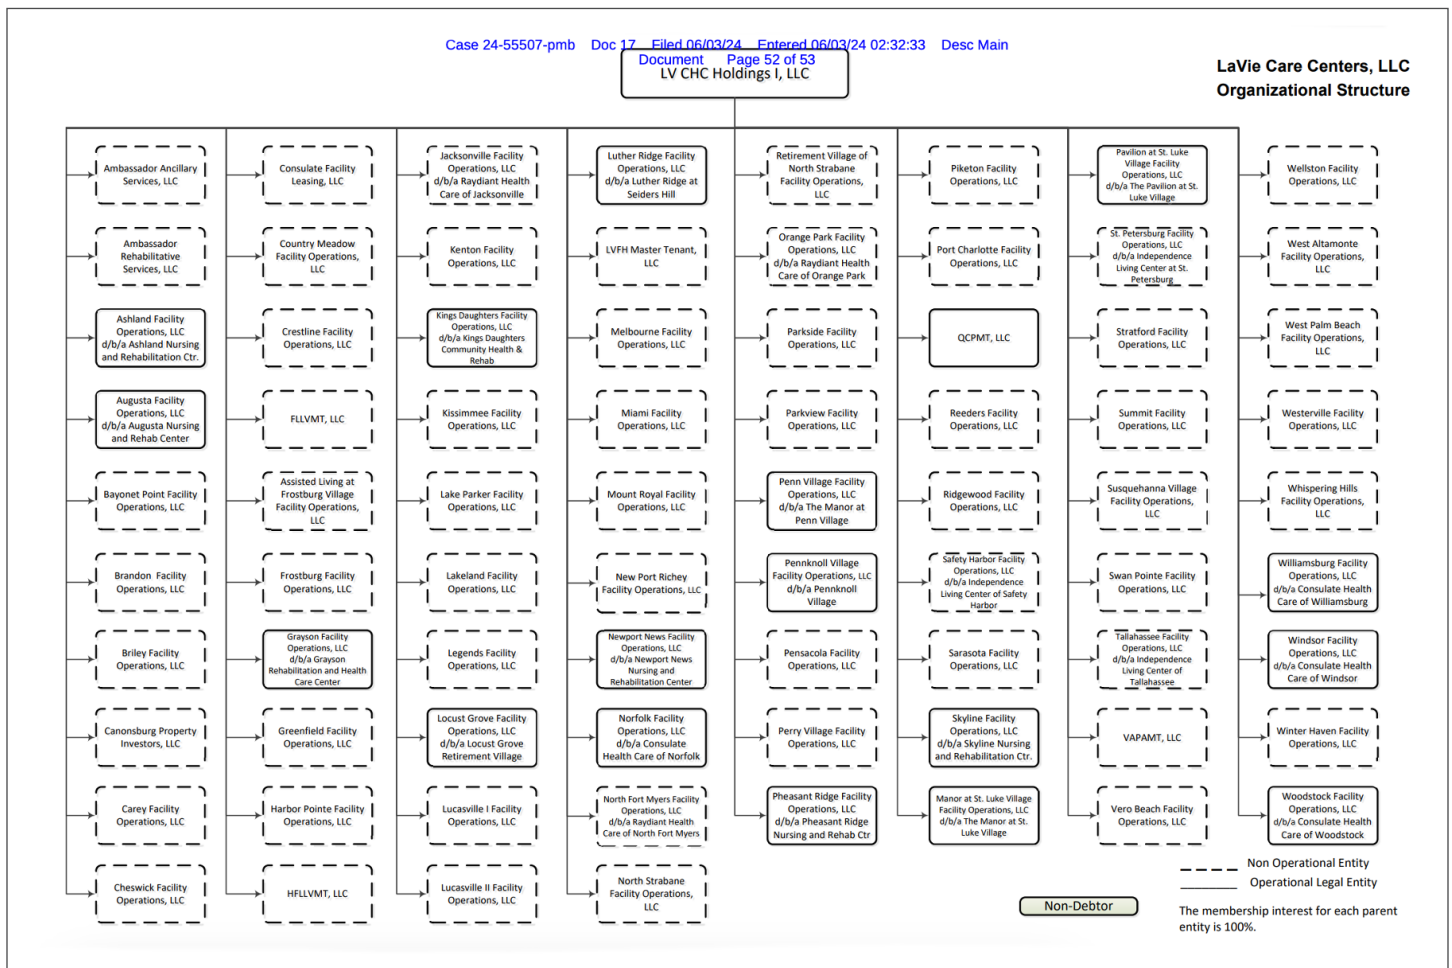 Case 24-55507-pmb Doc 17 Filed 06/03/24 Entered 06/03/24 02:32:33 Desc Main
Document Page 52 of 53
LV CHC Holdings I, LLC
LaVie Care Centers, LLC
Organizational Structure
Ambassador Ancillary
Services, LLC
Ambassador
Rehabilitative
Services, LLC
Ashland Facility
Operations, LLC
d/b/a Ashland Nursing
and Rehabilitation Ctr.
Augusta Facility
Operations, LLC
d/b/a Augusta Nursing
and Rehab Center
Bayonet Point Facility
Operations, LLC
Brandon Facility
Operations, LLC
Briley Facility
Operations, LLC
Canonsburg Property
Investors, LLC
Carey Facility
Operations, LLC
Cheswick Facility
Operations, LLC
Consulate Facility
Leasing, LLC
Country Meadow
Facility Operations,
LLC
Crestline Facility
Operations, LLC
FLLVMT, LLC
Assisted Living at
Frostburg Village
Facility Operations,
LLC
Frostburg Facility
Operations, LLC
Grayson Facility
Operations, LLC
d/b/a Grayson
Rehabilitation and Health
Care Center
Greenfield Facility
Operations, LLC
Harbor Pointe Facility
Operations, LLC
HFLLVMT, LLC
Jacksonville Facility
Operations, LLC
d/b/a Raydiant Health
Care of Jacksonville
Kenton Facility
Operations, LLC
Kings Daughters Facility
Operations, LLC
d/b/a Kings Daughters
Community Health &
Rehab
Kissimmee Facility
Operations, LLC
Lake Parker Facility
Operations, LLC
Lakeland Facility
Operations, LLC
Legends Facility
Operations, LLC
Locust Grove Facility
Operations, LLC
d/b/a Locust Grove
Retirement Village
Lucasville I Facility
Operations, LLC
Lucasville II Facility
Operations, LLC
Luther Ridge Facility
Operations, LLC
d/b/a Luther Ridge at
Seiders Hill
LVFH Master Tenant,
LLC
Melbourne Facility
Operations, LLC
Miami Facility
Operations, LLC
Mount Royal Facility
Operations, LLC
New Port Richey
Facility Operations, LLC
Newport News Facility
Operations, LLC
d/b/a Newport News
Nursing and
Rehabilitation Center
Norfolk Facility
Operations, LLC
d/b/a Consulate
Health Care of Norfolk
North Fort Myers Facility
Operations, LLC
d/b/a Raydiant Health
Care of North Fort Myers
North Strabane
Facility Operations,
LLC
Retirement Village of
North Strabane
Facility Operations,
LLC
Orange Park Facility
Operations, LLC
d/b/a Raydiant Health
Care of Orange Park
Parkside Facility
Operations, LLC
Parkview Facility
Operations, LLC
Penn Village Facility
Operations, LLC
d/b/a The Manor at
Penn Village
Pennknoll Village
Facility Operations, LLC
d/b/a Pennknoll
Village
Pensacola Facility
Operations, LLC
Perry Village Facility
Operations, LLC
Pheasant Ridge Facility
Operations, LLC
d/b/a Pheasant Ridge
Nursing and Rehab Ctr
Piketon Facility
Operations, LLC
Port Charlotte Facility
Operations, LLC
QCPMT, LLC
Reeders Facility
Operations, LLC
Ridgewood Facility
Operations, LLC
Safety Harbor Facility
Operations, LLC
d/b/a Independence
Living Center of Safety
Harbor
Sarasota Facility
Operations, LLC
Skyline Facility
Operations, LLC
d/b/a Skyline Nursing
and Rehabilitation Ctr.
Manor at St. Luke Village
Facility Operations, LLC
d/b/a The Manor at St.
Luke Village
Pavilion at St. Luke
Village Facility
Operations, LLC
d/b/a The Pavilion at St.
Luke Village
St. Petersburg Facility
Operations, LLC
d/b/a Independence
Living Center at St.
Petersburg
Stratford Facility
Operations, LLC
Summit Facility
Operations, LLC
Susquehanna Village
Facility Operations,
LLC
Swan Pointe Facility
Operations, LLC
Tallahassee Facility
Operations, LLC
d/b/a Independence
Living Center of
Tallahassee
VAPAMT, LLC
Vero Beach Facility
Operations, LLC
Wellston Facility
Operations, LLC
West Altamonte
Facility Operations,
LLC
West Palm Beach
Facility Operations,
LLC
Westerville Facility
Operations, LLC
Whispering Hills
Facility Operations,
LLC
Williamsburg Facility
Operations, LLC
d/b/a Consulate Health
Care of Williamsburg
Windsor Facility
Operations, LLC
d/b/a Consulate Health
Care of Windsor
Winter Haven Facility
Operations, LLC
Woodstock Facility
Operations, LLC
d/b/a Consulate Health
Care of Woodstock
Non Operational Entity
Operational Legal Entity
Non-Debtor
The membership interest for each parent
entity is 100%.